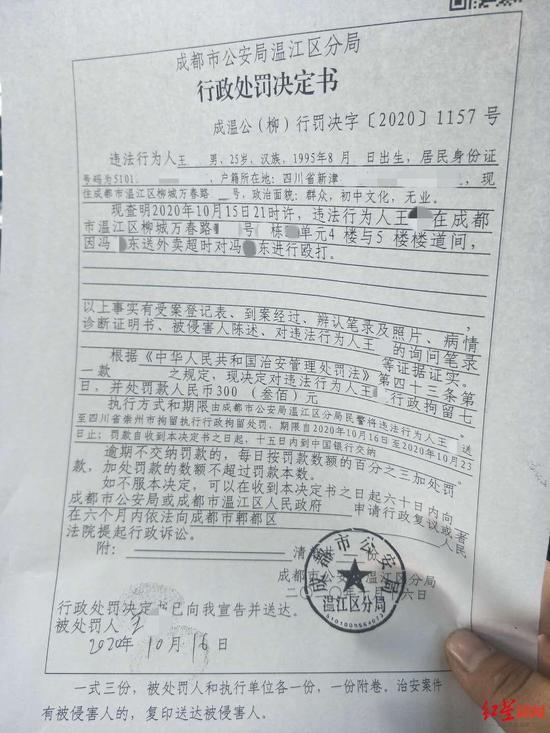 成都市公安局温江区分局
行政处罚决定书
成温公(柳)行罚决字〔2020〕1157号
违法行为人王 男,25岁,汉族,1995年8月 日出生,居民身份证
号码为5101 ,户籍所在地:四川省新津 ,现
住成都市温江区柳城万春路 号,政治面貌:群众,初中文化,无业。
现查明2020年10月15日21时许,违法行为人王 在成都
市温江区柳城万春路 号 栋 单元4楼与5楼楼道间,
因冯 东送外卖超时对冯 东进行殴打。
以上事实有受案登记表、到案经过、辨认笔录及照片、病情
诊断证明书、被侵害人陈述、对违法行为人王 的询问笔录
等证据证实。
根据《中华人民共和国治安管理处罚法》第四十三条第
一款 之规定,现决定对违法行为人王 行政拘留七
日,并处罚款人民币300(叁佰)元
执行方式和期限由成都市公安局温江区分局民警将违法行为人王 送
至四川省崇州市拘留所执行行政拘留处罚,期限自2020年10月16日至2020年10月23
日止;罚款自收到本决定书之日起,十五日内到中国银行交纳
逾期不交纳罚款的,每日按罚款数额的百分之三加处罚
款,加处罚款的数额不超过罚款本数。
如不服本决定,可以在收到本决定书之日起六十日内向
成都市公安局或成都市温江区人民政府 申请行政复议或者
在六个月内依法向成都市郫都区 人民
法院提起行政诉讼。
附: 清单
成都市公安局温江区分局
二〇 六日
成都市公安局
温江区分局
5101009564073
行政处罚决定书已向我宣告并送达。
被处罚人 王
2020年10月16日
一式三份,被处罚人和执行单位各一份,一份附卷。治安案件
有被侵害人的,复印送达被侵害人。
红星新闻